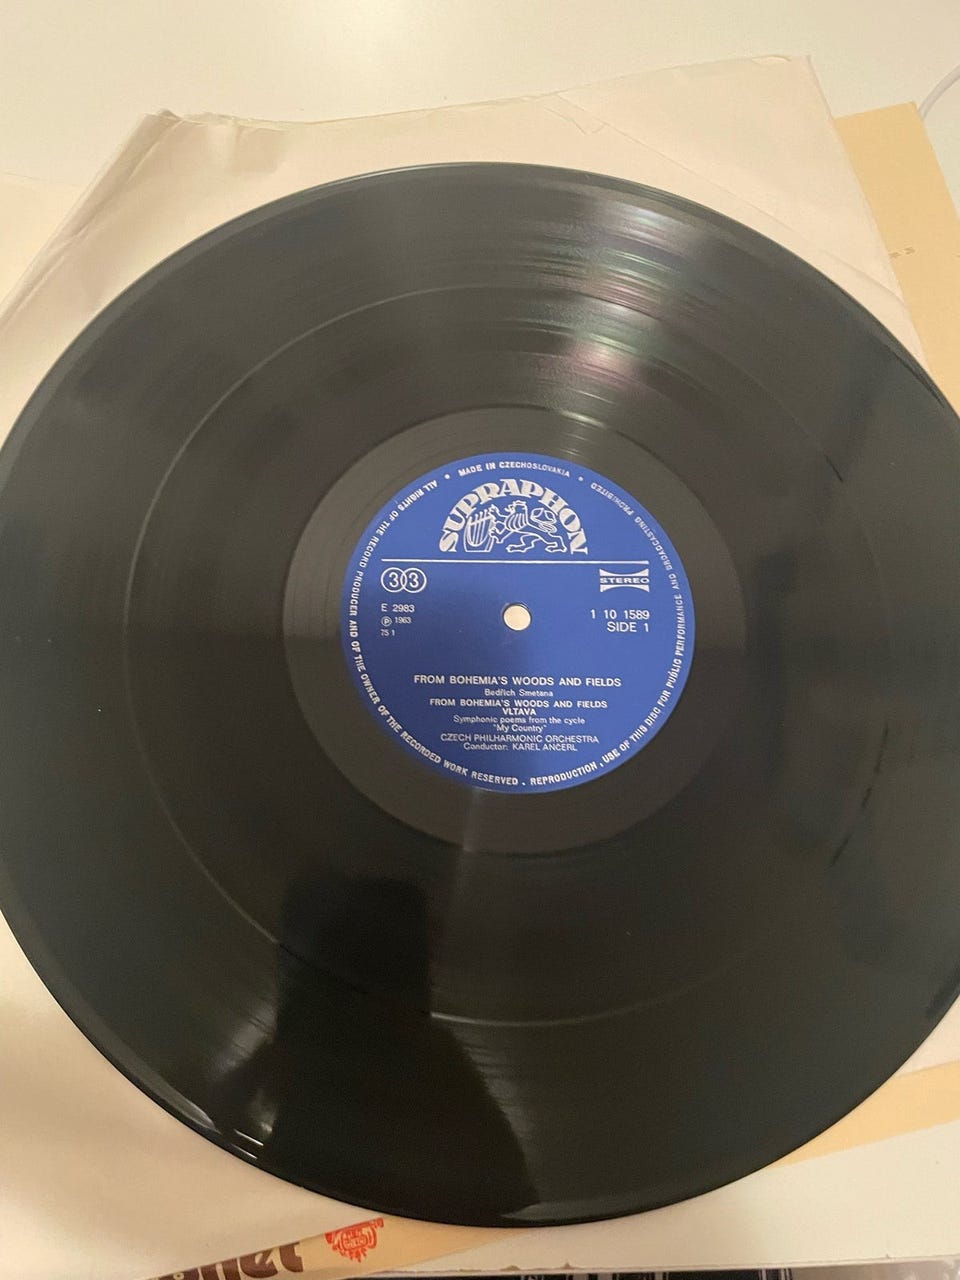 • MADE IN CZECHOSLOVAKIA •
SUPRAPHON
ALL RIGHTS OF THE RECORD PRODUCER AND OF THE OWNER OF THE RECORDED WORK RESERVED . REPRODUCTION , USE OF THIS DISC FOR PUBLIC PERFORMANCE AND BROADCASTING PROHIBITED
33
STEREO
E 2983
1 10 1589
Ⓟ 1963
SIDE 1
ZS 1
FROM BOHEMIA'S WOODS AND FIELDS
Bedřich Smetana
FROM BOHEMIA'S WOODS AND FIELDS
VLTAVA
Symphonic poems from the cycle
"My Country"
CZECH PHILHARMONIC ORCHESTRA
Conductor: KAREL ANCERL